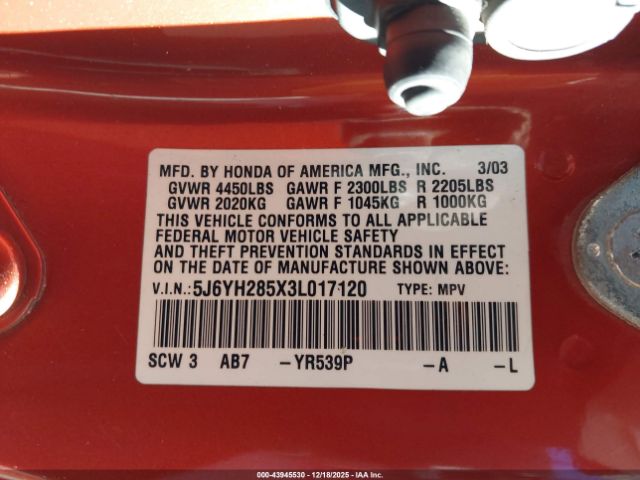 MFD. BY HONDA OF AMERICA MFG., INC. 3/03
GVWR 4450LBS GAWR F 2300LBS R 2205LBS
GVWR 2020KG GAWR F 1045KG R 1000KG
THIS VEHICLE CONFORMS TO ALL APPLICABLE
FEDERAL MOTOR VEHICLE SAFETY
AND THEFT PREVENTION STANDARDS IN EFFECT
ON THE DATE OF MANUFACTURE SHOWN ABOVE:
V.I.N.: 5J6YH285X3L017120 TYPE: MPV
SCW 3 AB7 -YR539P -A -L
000-43945530 - 12/18/2025 - IAA Inc.